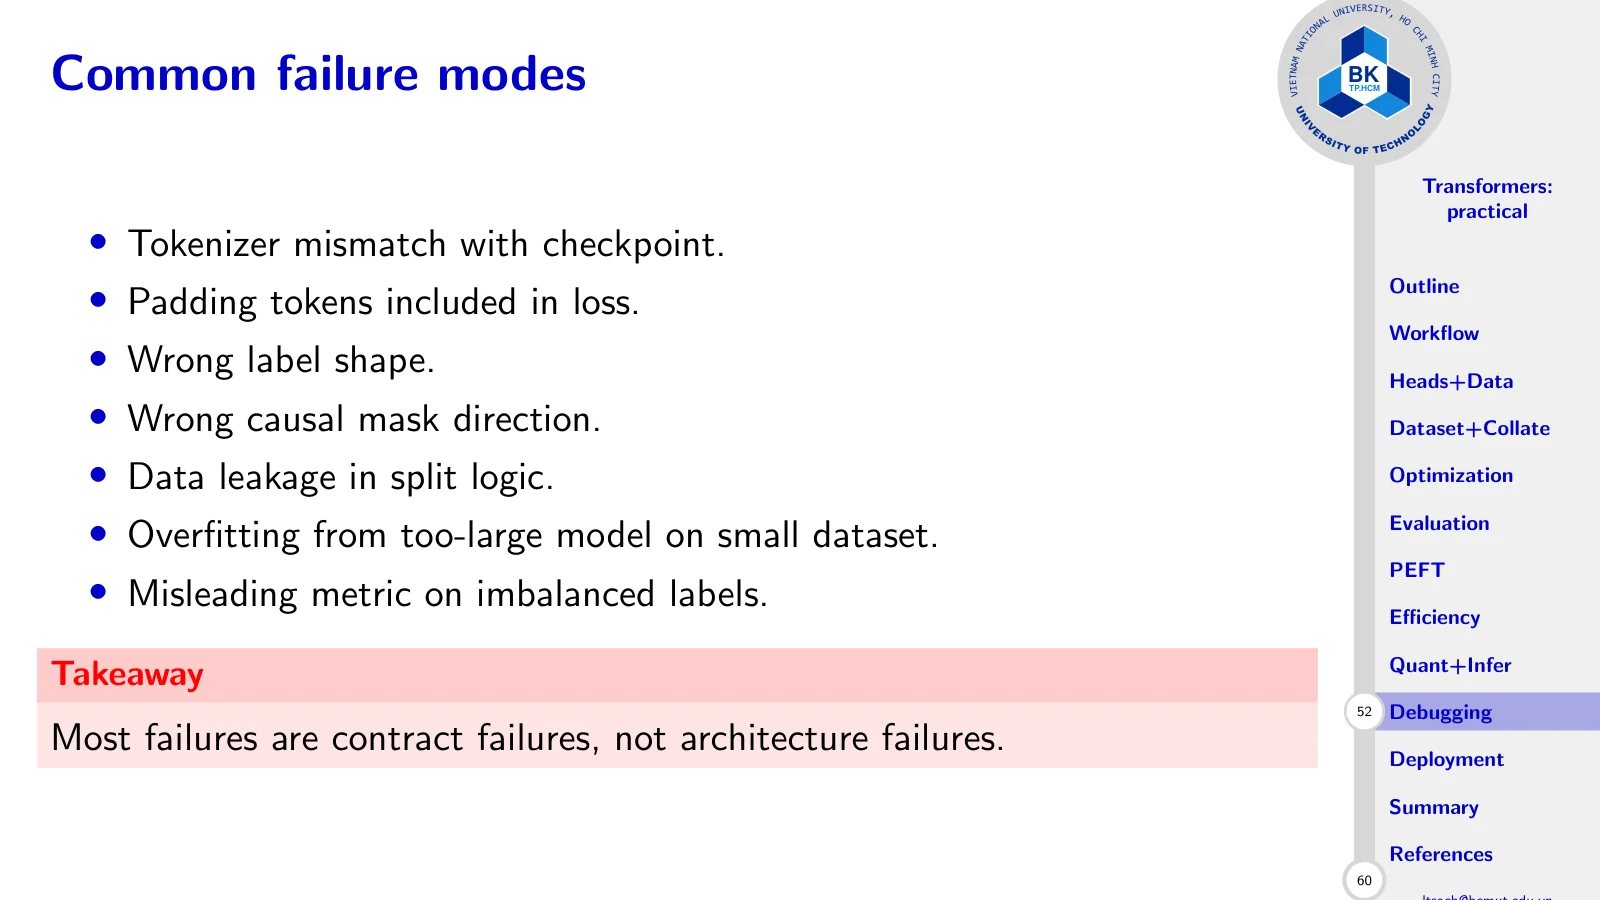 Common failure modes
Tokenizer mismatch with checkpoint.
Padding tokens included in loss.
Wrong label shape.
Wrong causal mask direction.
Data leakage in split logic.
Overfitting from too-large model on small dataset.
Misleading metric on imbalanced labels.
Takeaway
Most failures are contract failures, not architecture failures.
VIETNAM NATIONAL UNIVERSITY, HO CHI MINH CITY
BK
TP.HCM
UNIVERSITY OF TECHNOLOGY
Transformers:
practical
Outline
Workflow
Heads+Data
Dataset+Collate
Optimization
Evaluation
PEFT
Efficiency
Quant+Infer
52
Debugging
Deployment
Summary
References
60